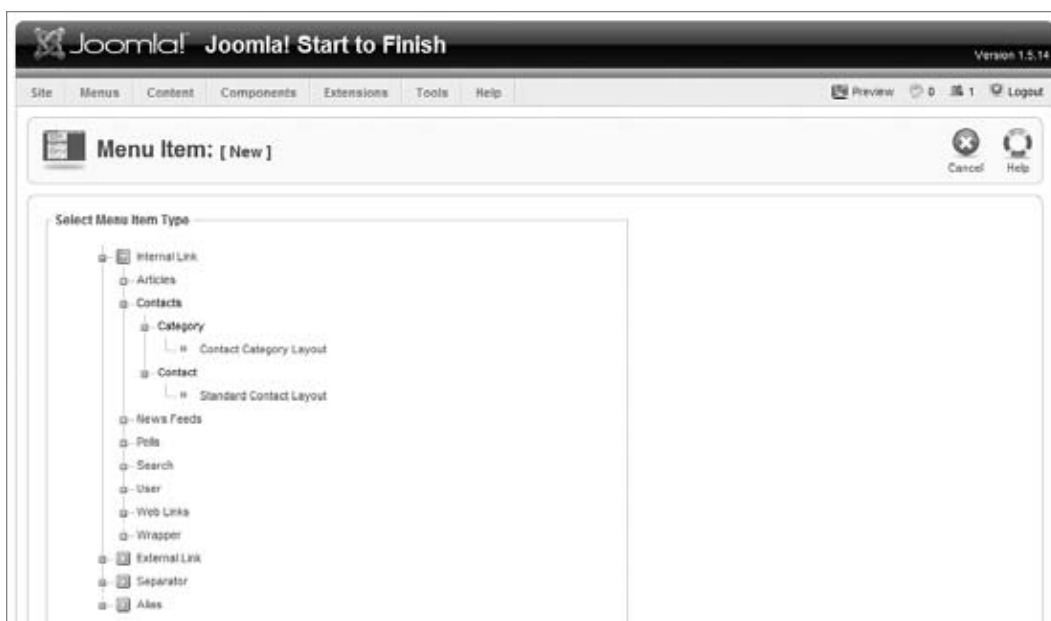 Joomla! Joomla! Start to Finish
Version 1.5.14
Site Menus Content Components Extensions Tools Help Preview 0 1 Logout
Menu Item: [ New ]
Cancel Help
Select Menu Item Type
Internal Link
Articles
Contacts
Category
Contact Category Layout
Contact
Standard Contact Layout
News Feeds
Polls
Search
User
Web Links
Wrapper
External Link
Separator
Alias